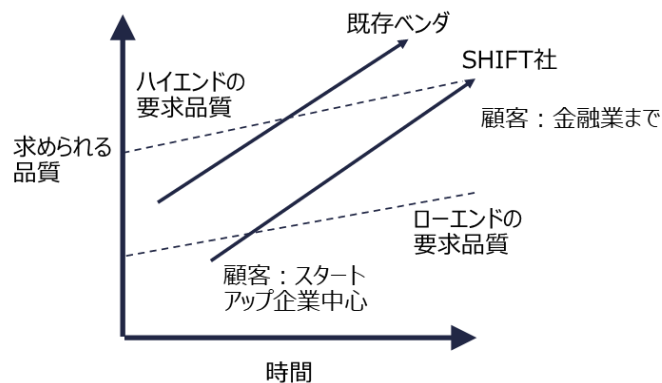 既存ベンダ
SHIFT社
ハイエンドの
要求品質
顧客：金融業まで
求められる
品質
ローエンドの
要求品質
顧客：スタート
アップ企業中心
時間